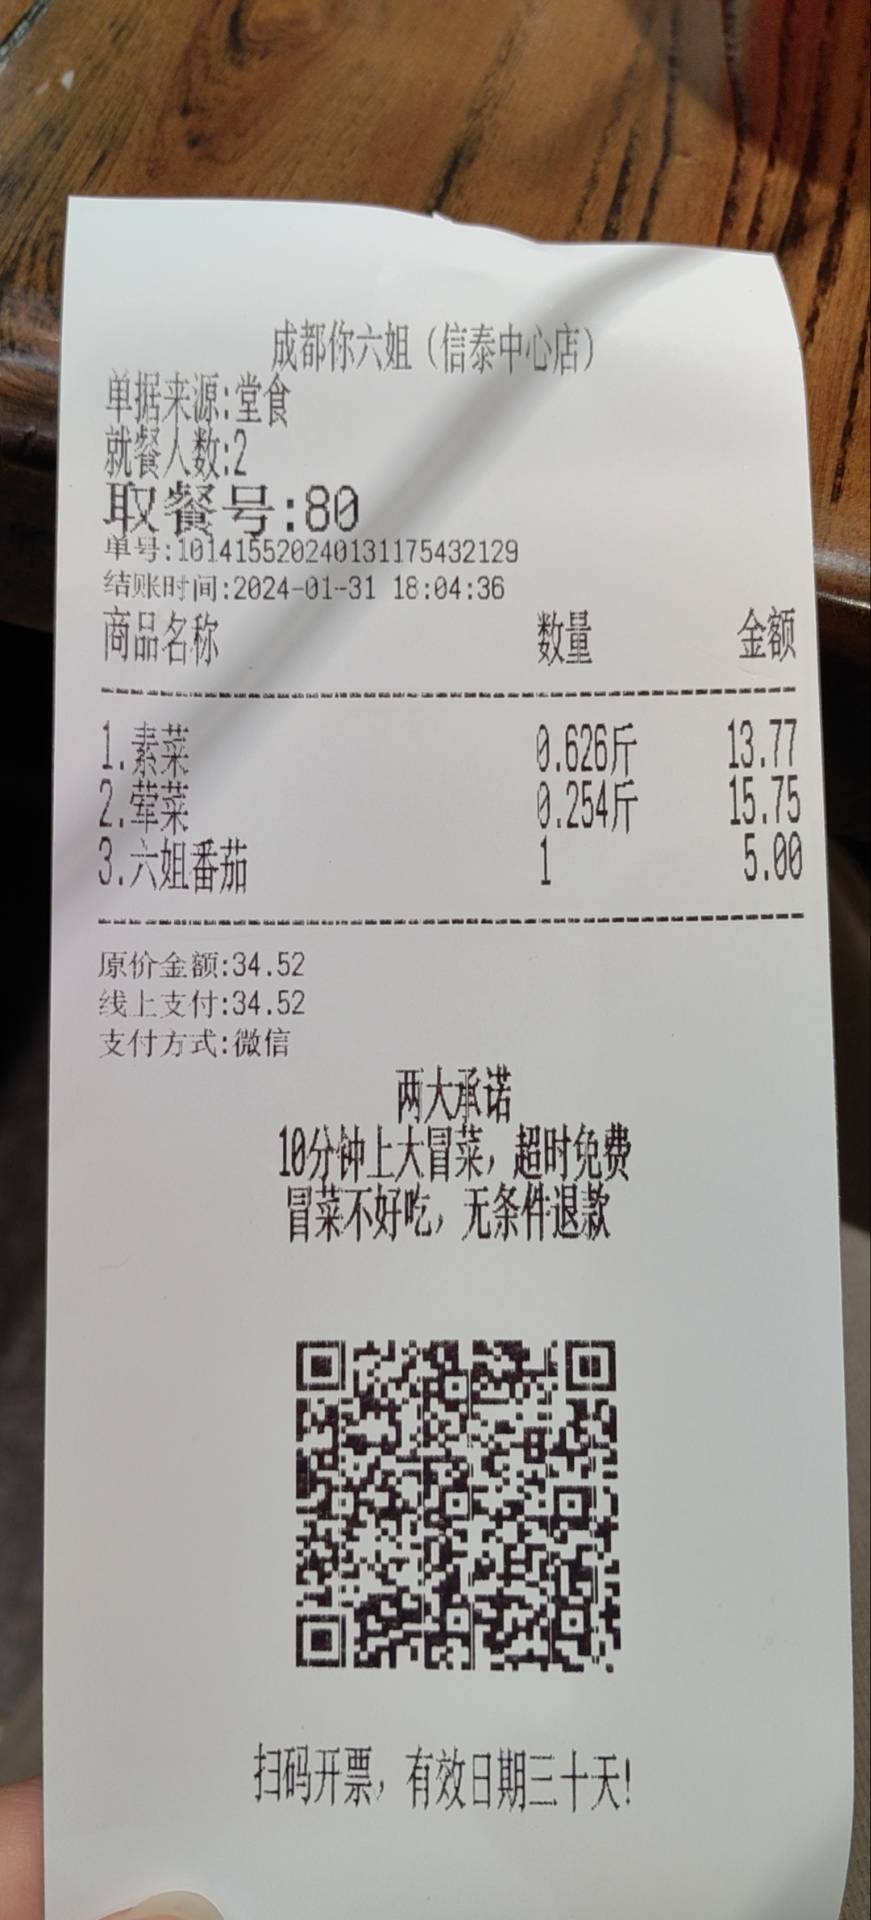 成都你六姐（信泰中心店）
单据来源:堂食
就餐人数:2
取餐号:80
单号:101415520240131175432129
结账时间:2024-01-31 18:04:36
商品名称 数量 金额
1.素菜 0.626斤 13.77
2.荤菜 0.254斤 15.75
3.六姐番茄 1 5.00
原价金额:34.52
线上支付:34.52
支付方式:微信
两大承诺
10分钟上大冒菜，超时免费
冒菜不好吃，无条件退款
扫码开票，有效日期三十天!